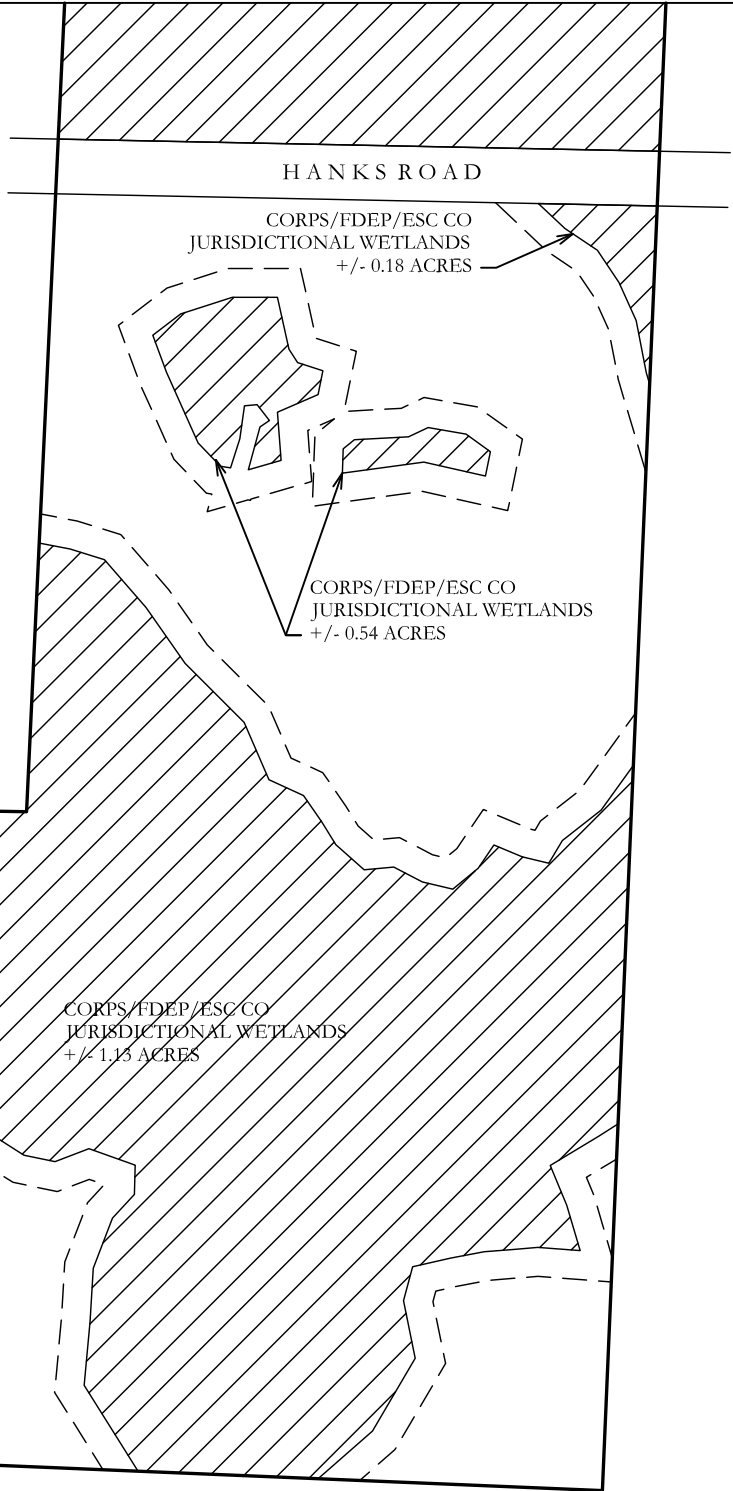 HANKS ROAD
CORPS/FDEP/ESC CO
JURISDICTIONAL WETLANDS
+/- 0.18 ACRES
CORPS/FDEP/ESC CO
JURISDICTIONAL WETLANDS
+/- 0.54 ACRES
CORPS/FDEP/ESC CO
JURISDICTIONAL WETLANDS
+/- 1.13 ACRES